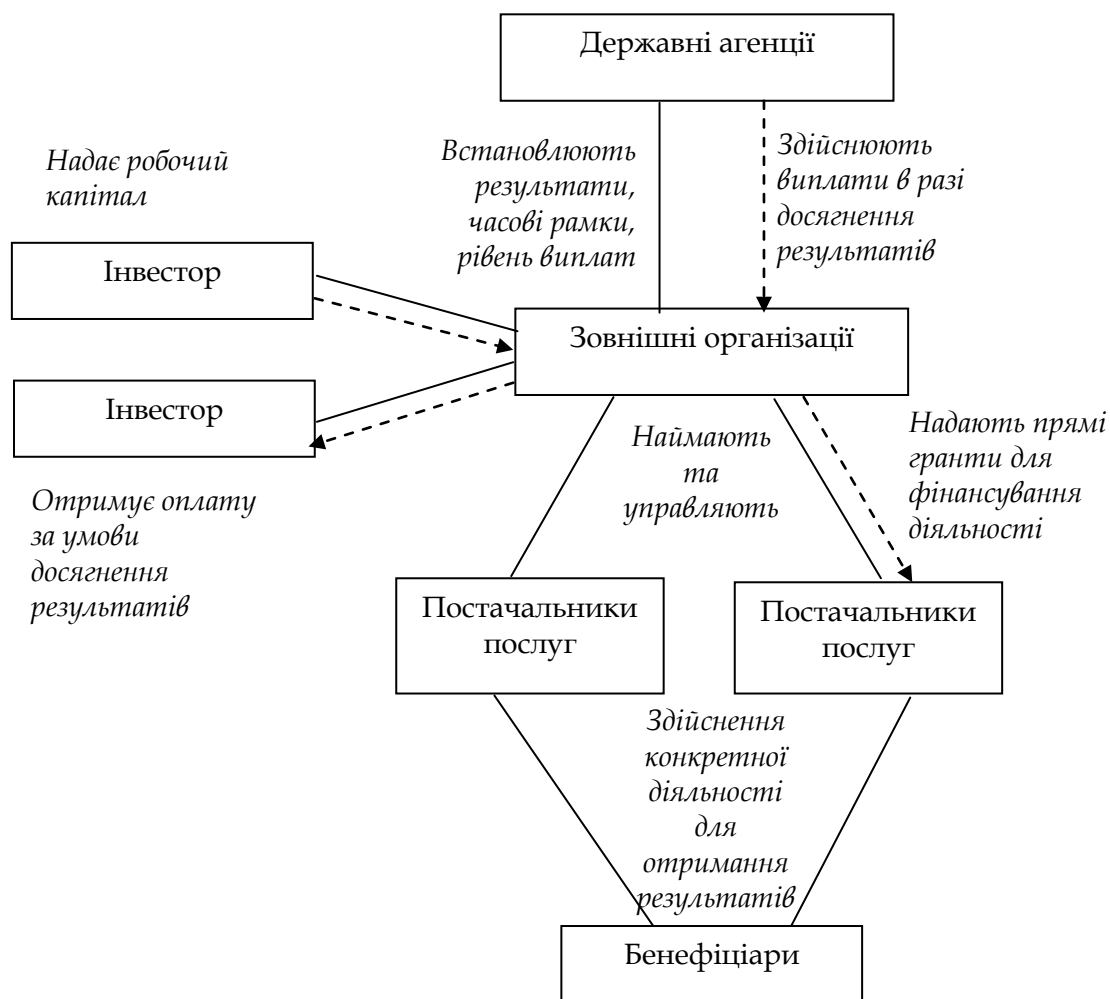 Державні агенції
Надає робочий
капітал
Встановлюють
результати,
часові рамки,
рівень виплат
Здійснюють
виплати в разі
досягнення
результатів
Інвестор
Зовнішні організації
Інвестор
Отримує оплату
за умови
досягнення
результатів
Наймають
та
управляють
Надають прямі
гранти для
фінансування
діяльності
Постачальники
послуг
Постачальники
послуг
Здійснення
конкретної
діяльності
для
отримання
результатів
Бенефіціари